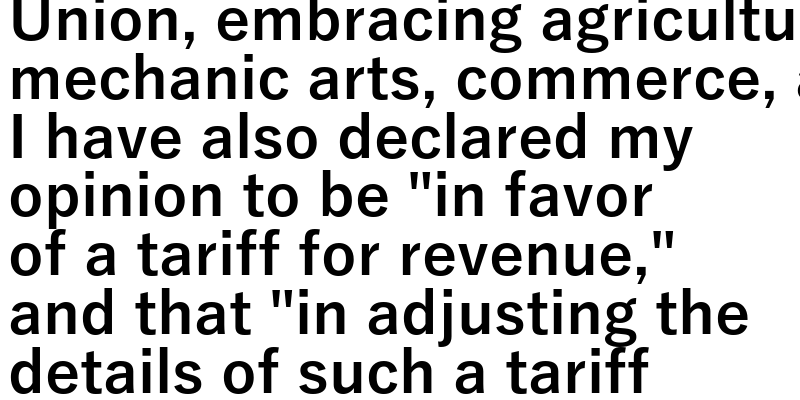 Union, embracing
mechanic arts, commerce,
I have also declared my
opinion to be "in favor
of a tariff for revenue,"
and that "in adjusting the
details of such a tariff